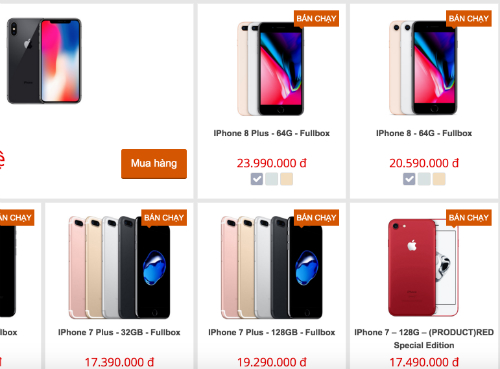 BÁN CHẠY
BÁN CHẠY
IPhone 8 Plus - 64G - Fullbox
IPhone 8 - 64G - Fullbox
Mua hàng
23.990.000 đ
20.590.000 đ
BÁN CHẠY
BÁN CHẠY
BÁN CHẠY
BÁN CHẠY
IPhone 7 Plus - 32GB - Fullbox
IPhone 7 Plus - 128GB - Fullbox
IPhone 7 – 128G – (PRODUCT)RED
Special Edition
17.390.000 đ
19.290.000 đ
17.490.000 đ